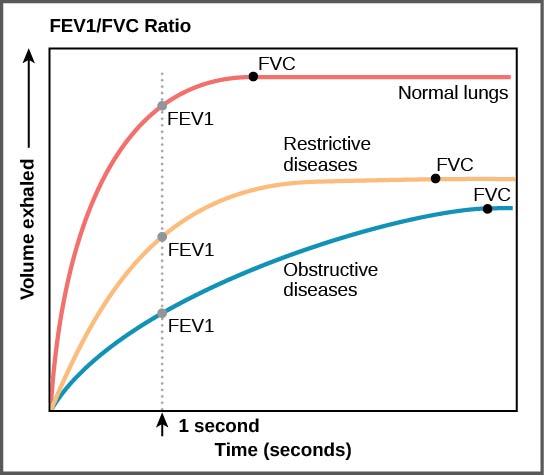 FEV1/FVC Ratio
FVC
Normal lungs
FEV1
Restrictive
diseases
FVC
FVC
FEV1
Obstructive
diseases
FEV1
Volume exhaled
1 second
Time (seconds)